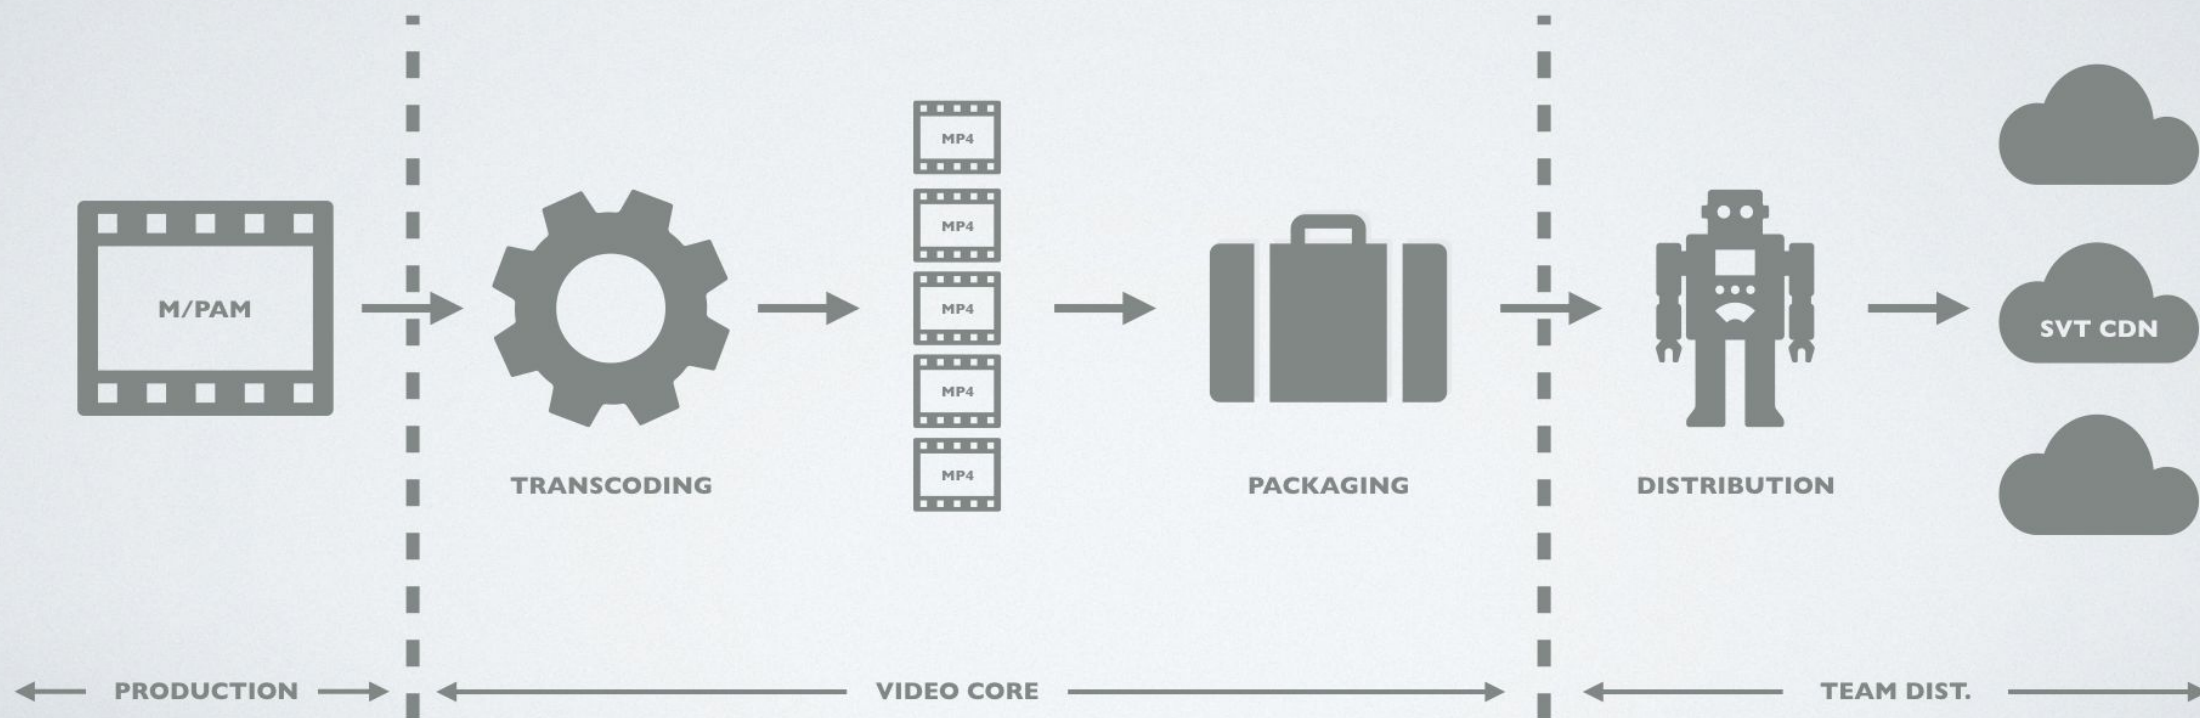 M/PAM
TRANSCODING
MP4
MP4
MP4
MP4
MP4
PACKAGING
DISTRIBUTION
SVT CDN
PRODUCTION
VIDEO CORE
TEAM DIST.